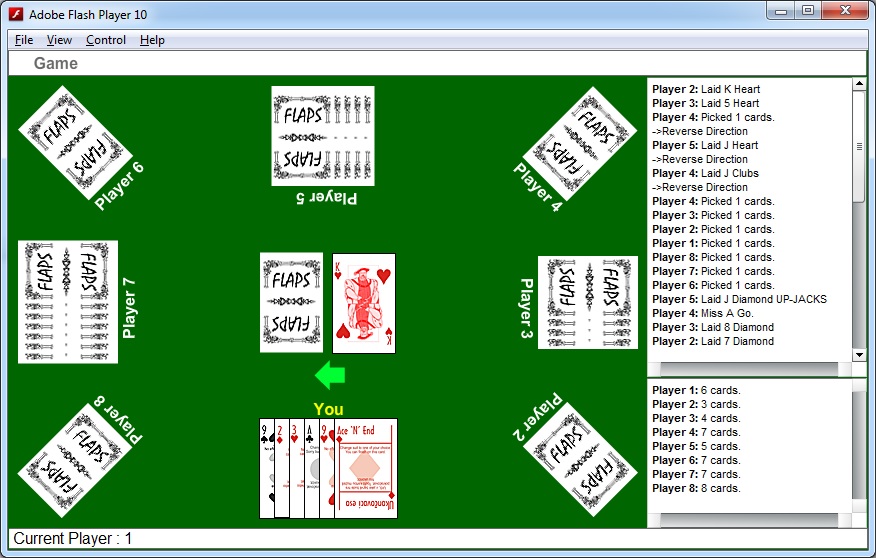 Adobe Flash Player 10
File View Control Help
Game
Player 2: Laid K Heart
Player 3: Laid 5 Heart
Player 4: Picked 1 cards.
->Reverse Direction
Player 5: Laid J Heart
->Reverse Direction
Player 4: Laid J Clubs
->Reverse Direction
Player 4: Picked 1 cards.
Player 3: Picked 1 cards.
Player 2: Picked 1 cards.
Player 1: Picked 1 cards.
Player 8: Picked 1 cards.
Player 7: Picked 1 cards.
Player 6: Picked 1 cards.
Player 5: Laid J Diamond UP-JACKS
Player 4: Miss A Go.
Player 3: Laid 8 Diamond
Player 2: Laid 7 Diamond
FLAPS
FLAPS
Player 6
FLAPS
FLAPS
Player 5
FLAPS
FLAPS
Player 4
FLAPS
FLAPS
Player 7
FLAPS
FLAPS
K
K
FLAPS
FLAPS
Player 3
FLAPS
FLAPS
Player 8
You
9 2 3 A 9 Ace 'N' End
Ukončovací eso
FLAPS
FLAPS
Player 2
Player 1: 6 cards.
Player 2: 3 cards.
Player 3: 4 cards.
Player 4: 7 cards.
Player 5: 5 cards.
Player 6: 7 cards.
Player 7: 7 cards.
Player 8: 8 cards.
Current Player : 1